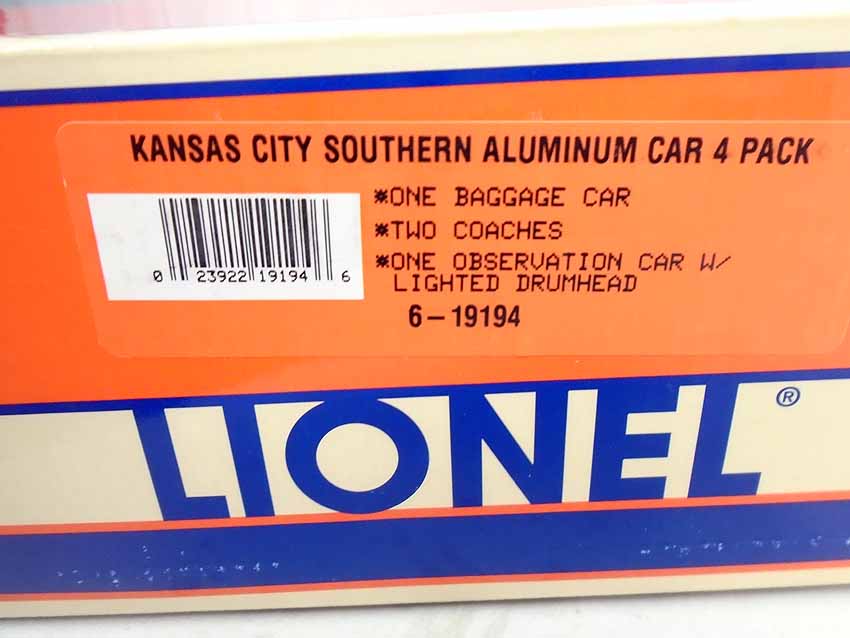 KANSAS CITY SOUTHERN ALUMINUM CAR 4 PACK
*ONE BAGGAGE CAR
*TWO COACHES
*ONE OBSERVATION CAR W/
LIGHTED DRUMHEAD
6-19194
0 23922 19194 6
LIONEL®